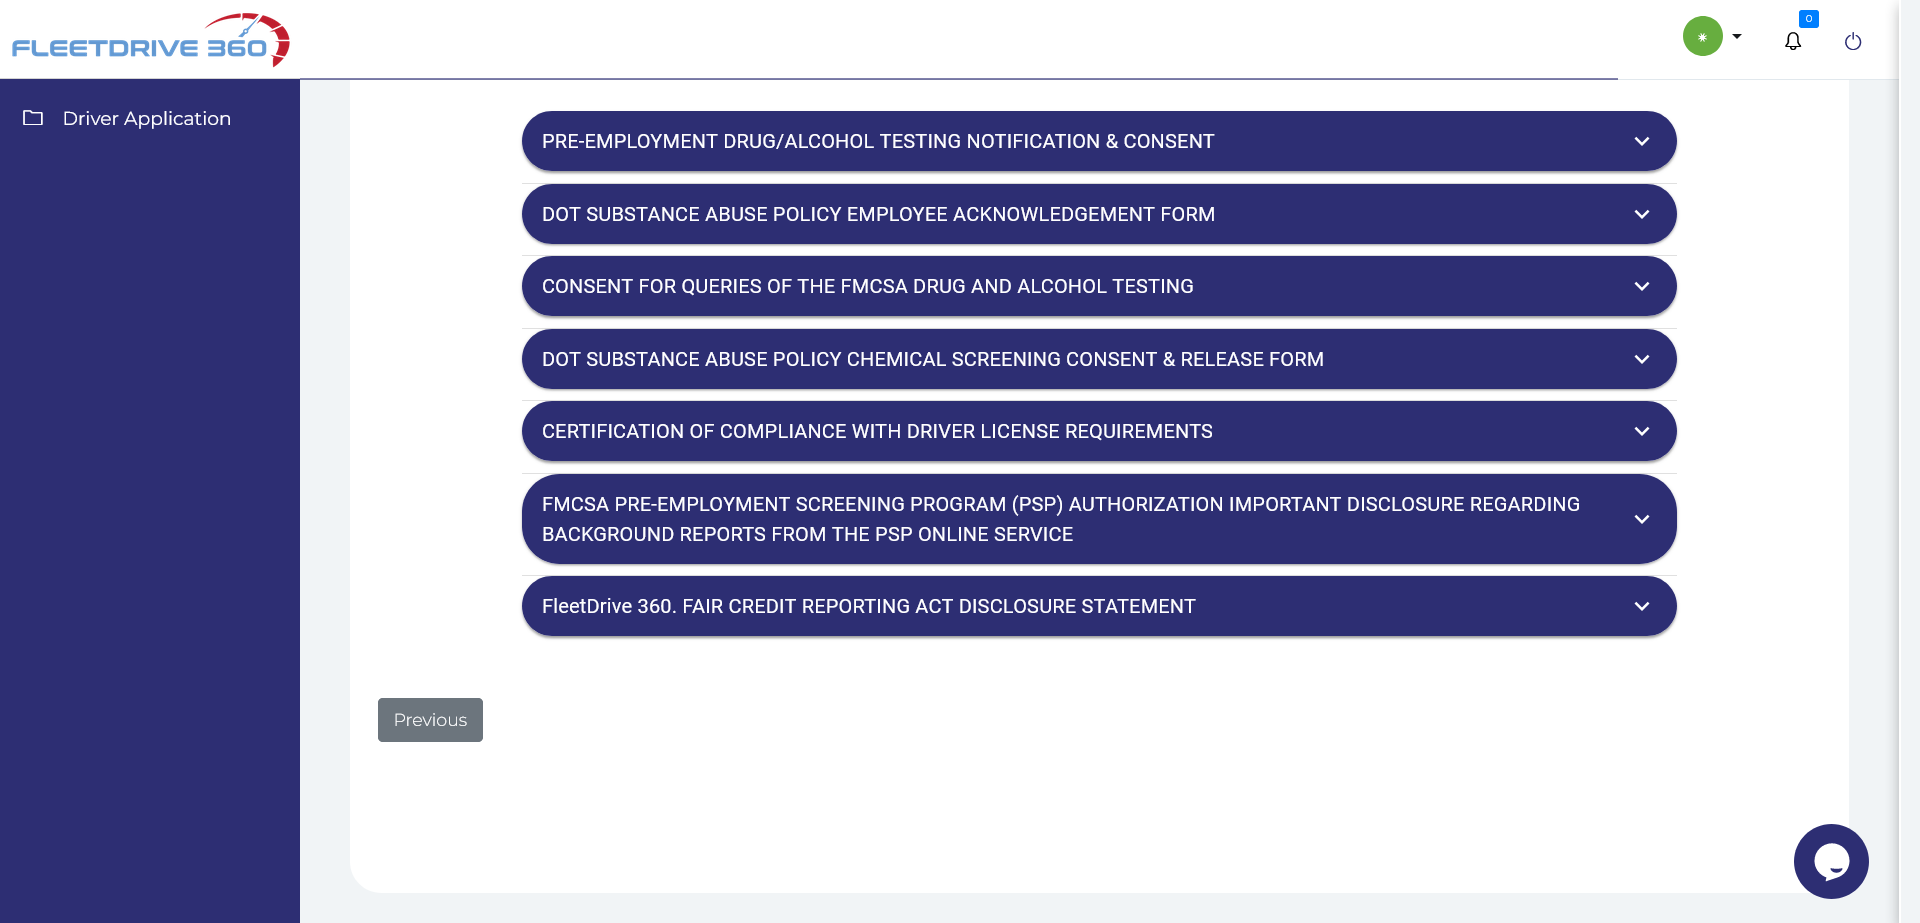 FLEETDRIVE 360
0
Driver Application
PRE-EMPLOYMENT DRUG/ALCOHOL TESTING NOTIFICATION & CONSENT
DOT SUBSTANCE ABUSE POLICY EMPLOYEE ACKNOWLEDGEMENT FORM
CONSENT FOR QUERIES OF THE FMCSA DRUG AND ALCOHOL TESTING
DOT SUBSTANCE ABUSE POLICY CHEMICAL SCREENING CONSENT & RELEASE FORM
CERTIFICATION OF COMPLIANCE WITH DRIVER LICENSE REQUIREMENTS
FMCSA PRE-EMPLOYMENT SCREENING PROGRAM (PSP) AUTHORIZATION IMPORTANT DISCLOSURE REGARDING
BACKGROUND REPORTS FROM THE PSP ONLINE SERVICE
FleetDrive 360. FAIR CREDIT REPORTING ACT DISCLOSURE STATEMENT
Previous